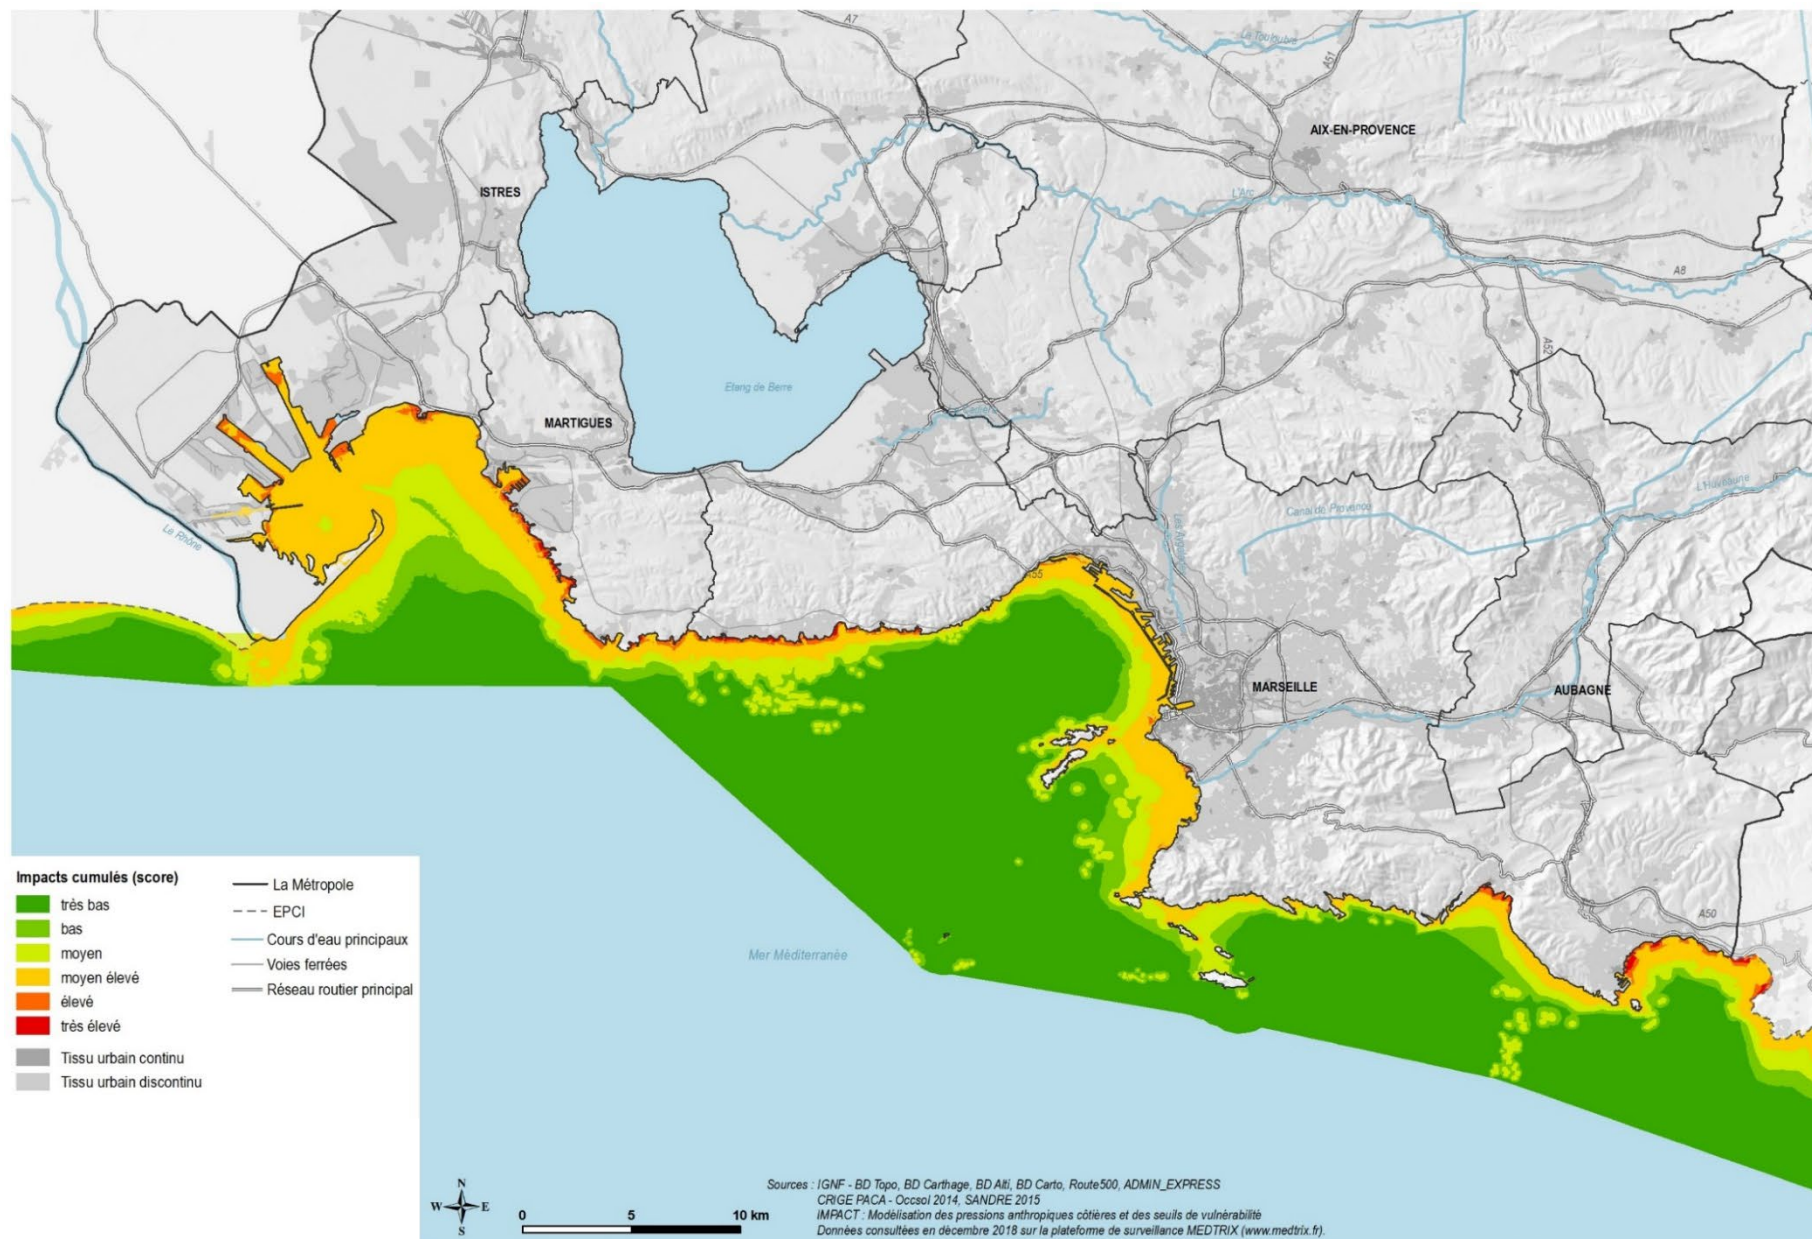 A7
La Touloubre
A51
AIX-EN-PROVENCE
ISTRES
L'Arc
A8
A52
Etang de Berre
MARTIGUES
L'Huveaune
Canal de Provence
Les Aygalades
Le Rhône
A55
MARSEILLE
AUBAGNE
A50
Mer Méditerranée
Impacts cumulés (score)
très bas
bas
moyen
moyen élevé
élevé
très élevé
Tissu urbain continu
Tissu urbain discontinu
La Métropole
EPCI
Cours d'eau principaux
Voies ferrées
Réseau routier principal
N
W E
S
0 5 10 km
Sources : IGNF - BD Topo, BD Carthage, BD Alti, BD Carto, Route500, ADMIN_EXPRESS
CRIGE PACA - Occsol 2014, SANDRE 2015
IMPACT : Modélisation des pressions anthropiques côtières et des seuils de vulnérabilité
Données consultées en décembre 2018 sur la plateforme de surveillance MEDTRIX (www.medtrix.fr).